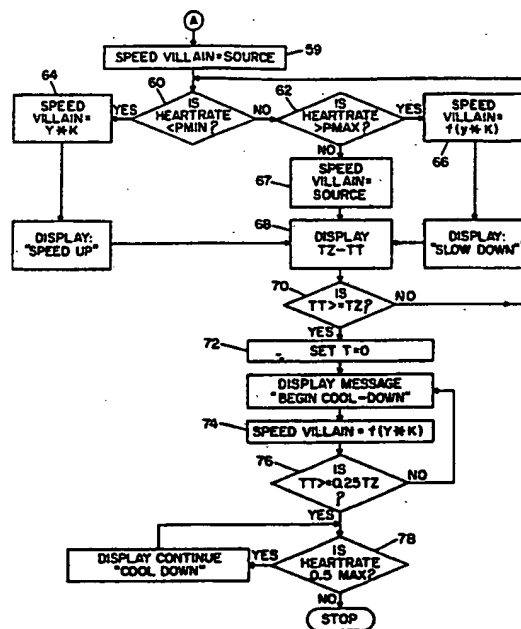 A
SPEED VILLAIN=SOURCE
59
60
62
64
SPEED
VILLAIN=
Y*K
YES
IS
HEARTRATE
<PMIN?
NO
IS
HEARTRATE
>PMAX?
YES
SPEED
VILLAIN=
f(y*K)
66
NO
67
SPEED
VILLAIN=
SOURCE
DISPLAY:
"SPEED UP"
68
DISPLAY
TZ-TT
DISPLAY:
"SLOW DOWN"
70
IS
TT>=TZ?
NO
YES
72
SET T=0
DISPLAY MESSAGE
"BEGIN COOL-DOWN"
74
SPEED VILLAIN = f(Y*K)
76
IS
TT>=0.25TZ
?
NO
YES
78
DISPLAY CONTINUE
"COOL DOWN"
YES
IS
HEARTRATE
0.5 MAX?
NO
STOP